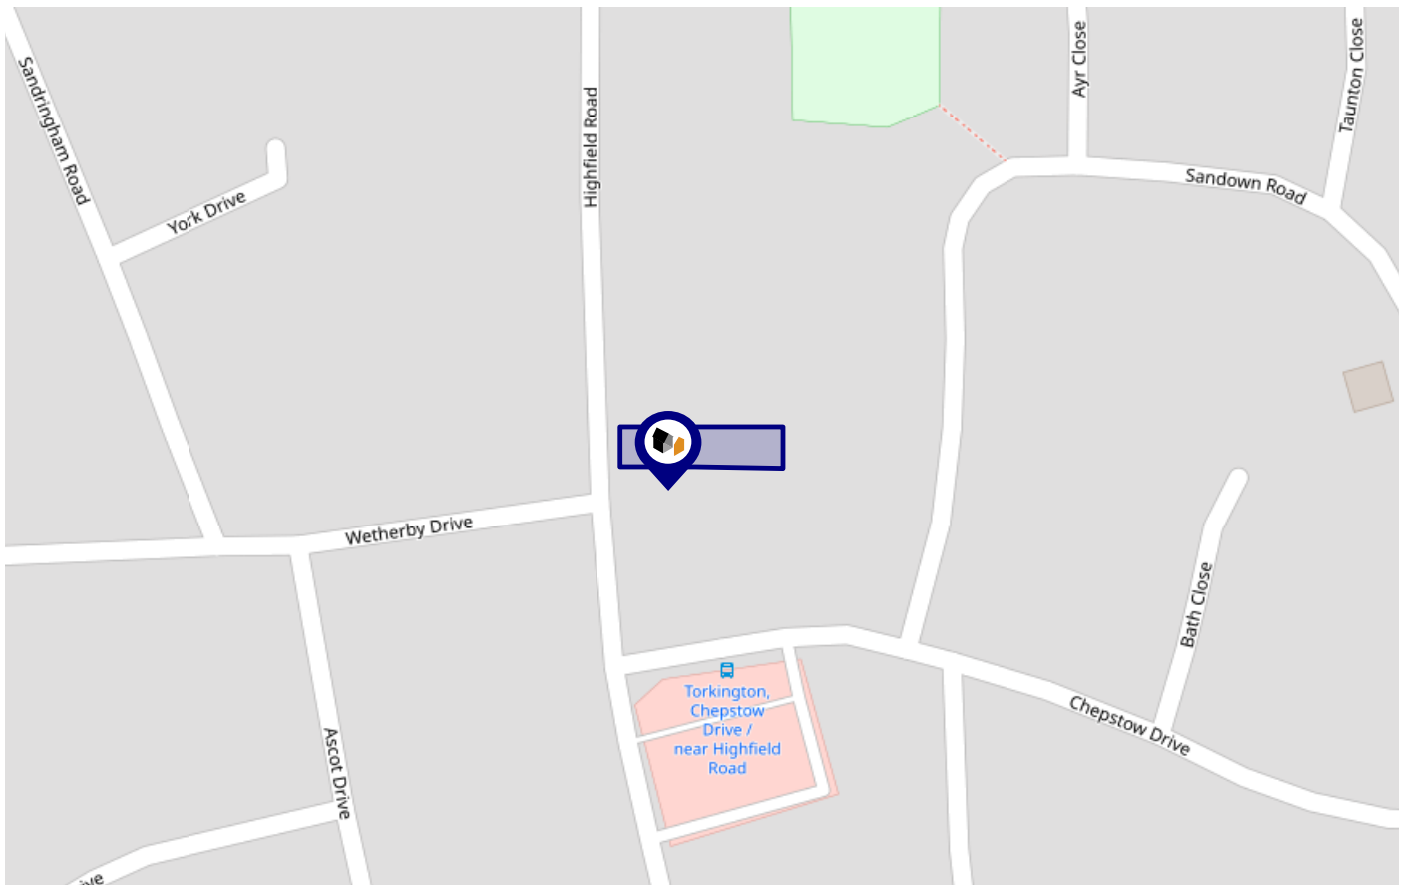 Sandringham Road
York Drive
Highfield Road
Ayr Close
Taunton Close
Sandown Road
Wetherby Drive
Bath Close
Torkington,
Chepstow
Drive /
near Highfield
Road
Chepstow Drive
Ascot Drive
ive